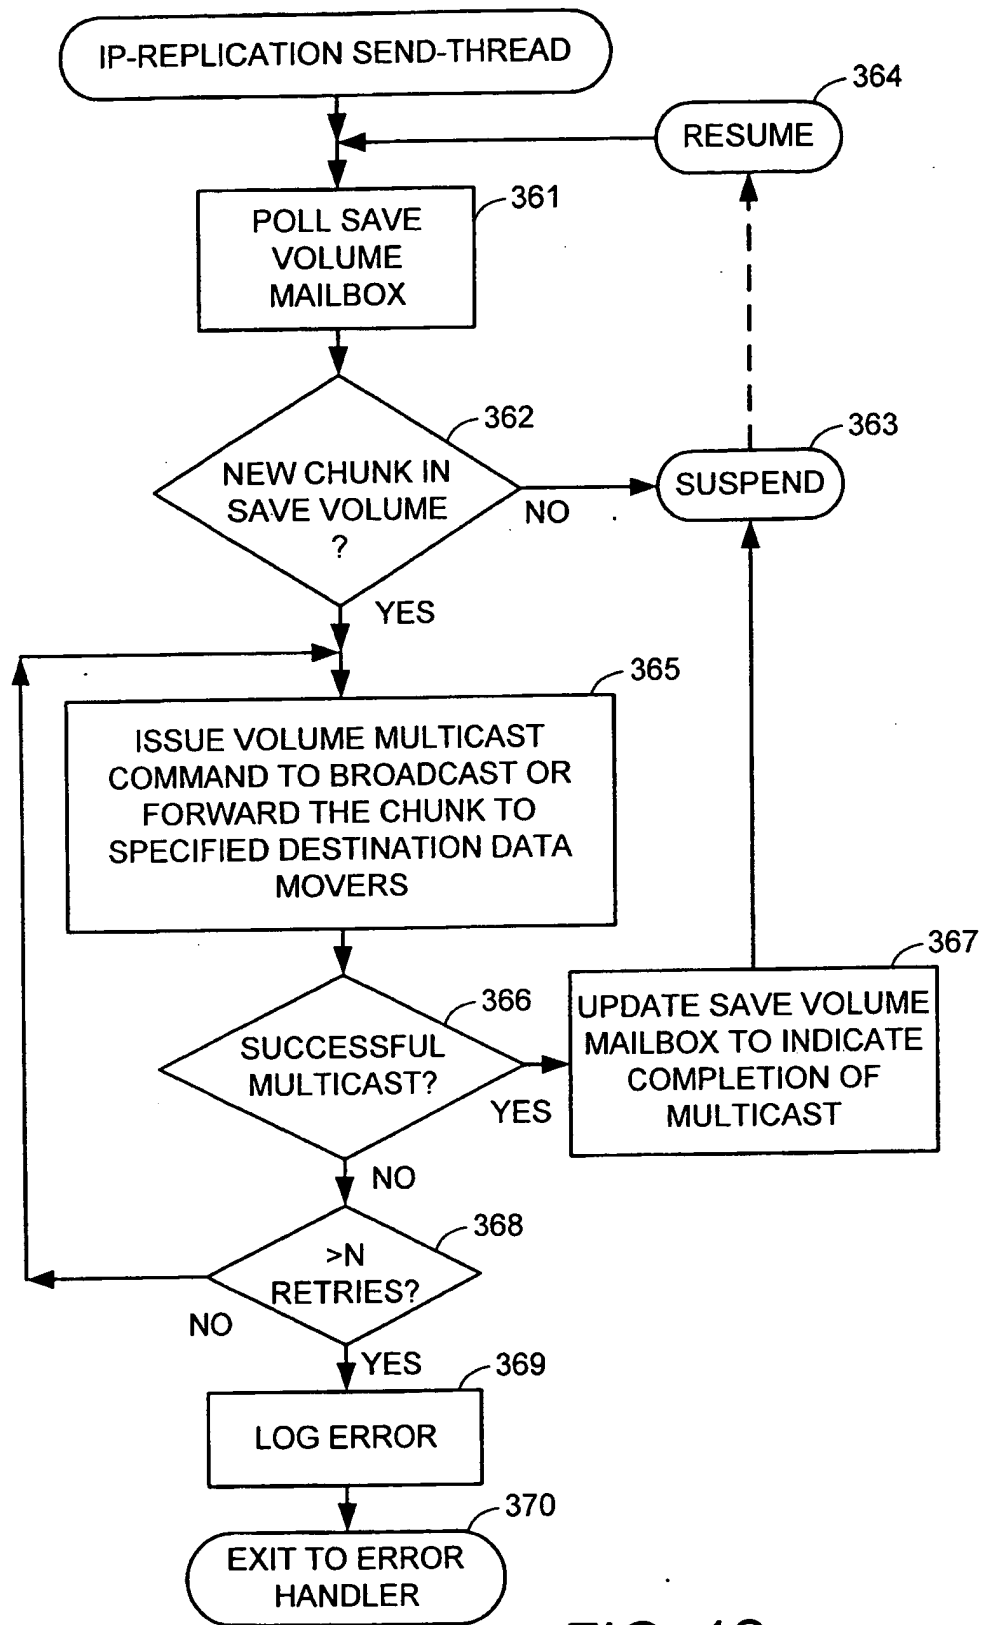 IP-REPLICATION SEND-THREAD
364
RESUME
361
POLL SAVE
VOLUME
MAILBOX
362
NEW CHUNK IN
SAVE VOLUME
?
NO
363
SUSPEND
YES
365
ISSUE VOLUME MULTICAST
COMMAND TO BROADCAST OR
FORWARD THE CHUNK TO
SPECIFIED DESTINATION DATA
MOVERS
366
SUCCESSFUL
MULTICAST?
YES
367
UPDATE SAVE VOLUME
MAILBOX TO INDICATE
COMPLETION OF
MULTICAST
NO
368
>N
RETRIES?
NO
YES
369
LOG ERROR
370
EXIT TO ERROR
HANDLER